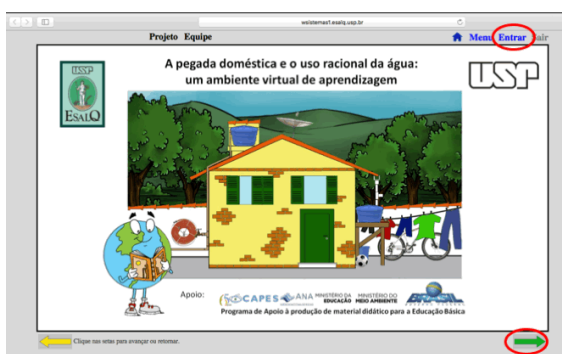 wsistemas1.esalq.usp.br
Projeto Equipe
Menu Entrar Sair
A pegada doméstica e o uso racional da água:
um ambiente virtual de aprendizagem
USP
ESALQ
USP
Apoio:
CAPES ANA MINISTÉRIO DA EDUCAÇÃO MINISTÉRIO DO MEIO AMBIENTE BRASIL
Programa de Apoio à produção de material didático para a Educação Básica
Clique nas setas para avançar ou retornar.